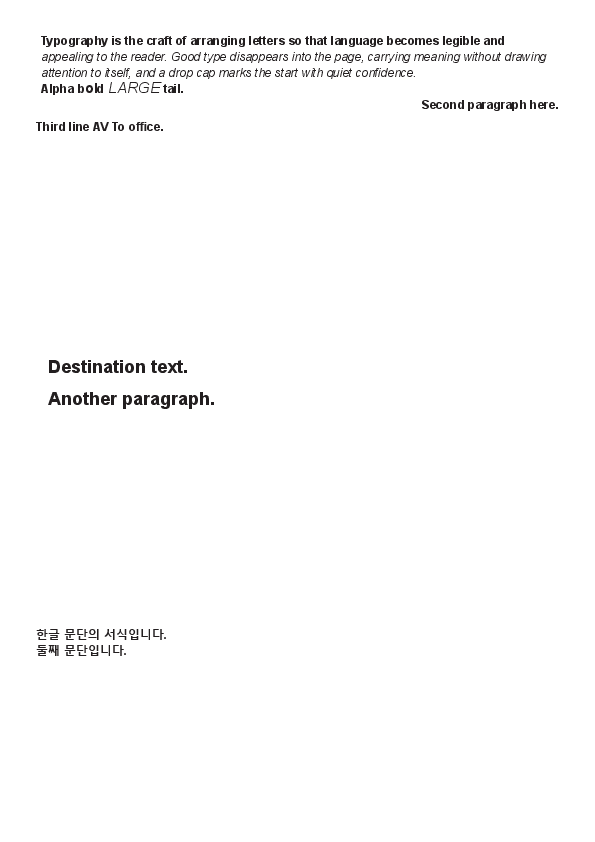 Typography is the craft of arranging letters so that language becomes legible and
appealing to the reader. Good type disappears into the page, carrying meaning without drawing
attention to itself, and a drop cap marks the start with quiet confidence.
Alpha bold LARGE tail.
Second paragraph here.
Third line AV To office.
Destination text.
Another paragraph.
한글 문단의 서식입니다.
둘째 문단입니다.